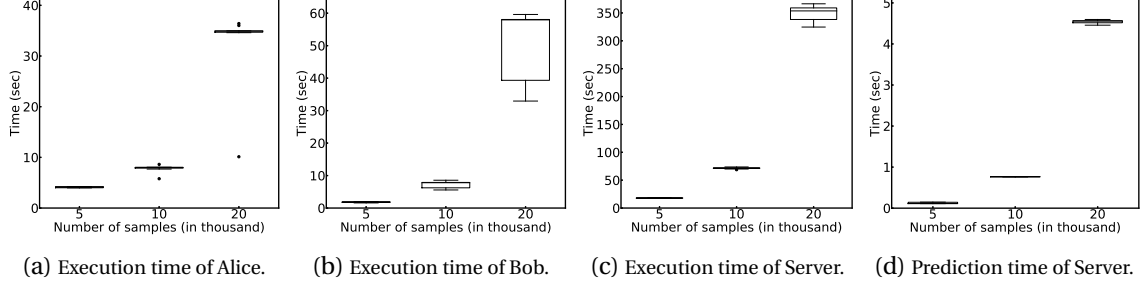 40
30
20
10
0
Time (sec)
5 10 20
Number of samples (in thousand)
(a) Execution time of Alice.
60
50
40
30
20
10
0
Time (sec)
5 10 20
Number of samples (in thousand)
(b) Execution time of Bob.
350
300
250
200
150
100
50
0
Time (sec)
5 10 20
Number of samples (in thousand)
(c) Execution time of Server.
5
4
3
2
1
0
Time (sec)
5 10 20
Number of samples (in thousand)
(d) Prediction time of Server.